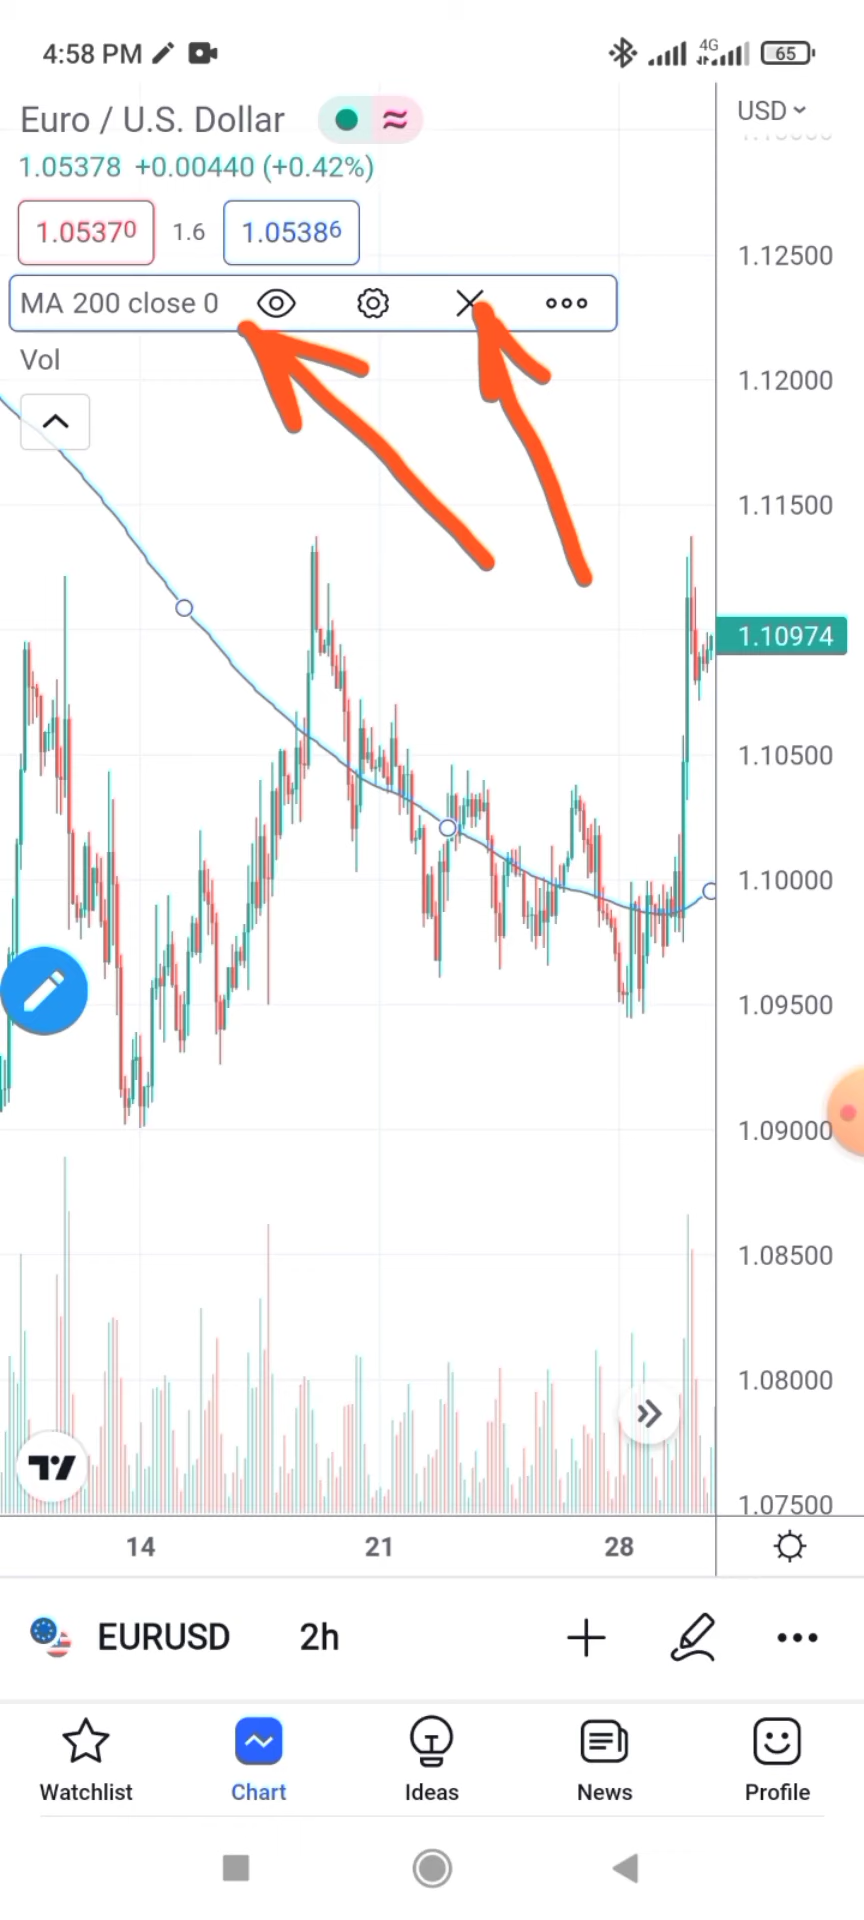 4:58 PM 4G 65
Euro / U.S. Dollar
USD
1.05378 +0.00440 (+0.42%)
1.05370 1.6 1.05386
1.12500
MA 200 close 0
Vol
1.12000
1.11500
1.10974
1.10500
1.10000
1.09500
1.09000
1.08500
1.08000
1.07500
14 21 28
EURUSD 2h
Watchlist Chart Ideas News Profile